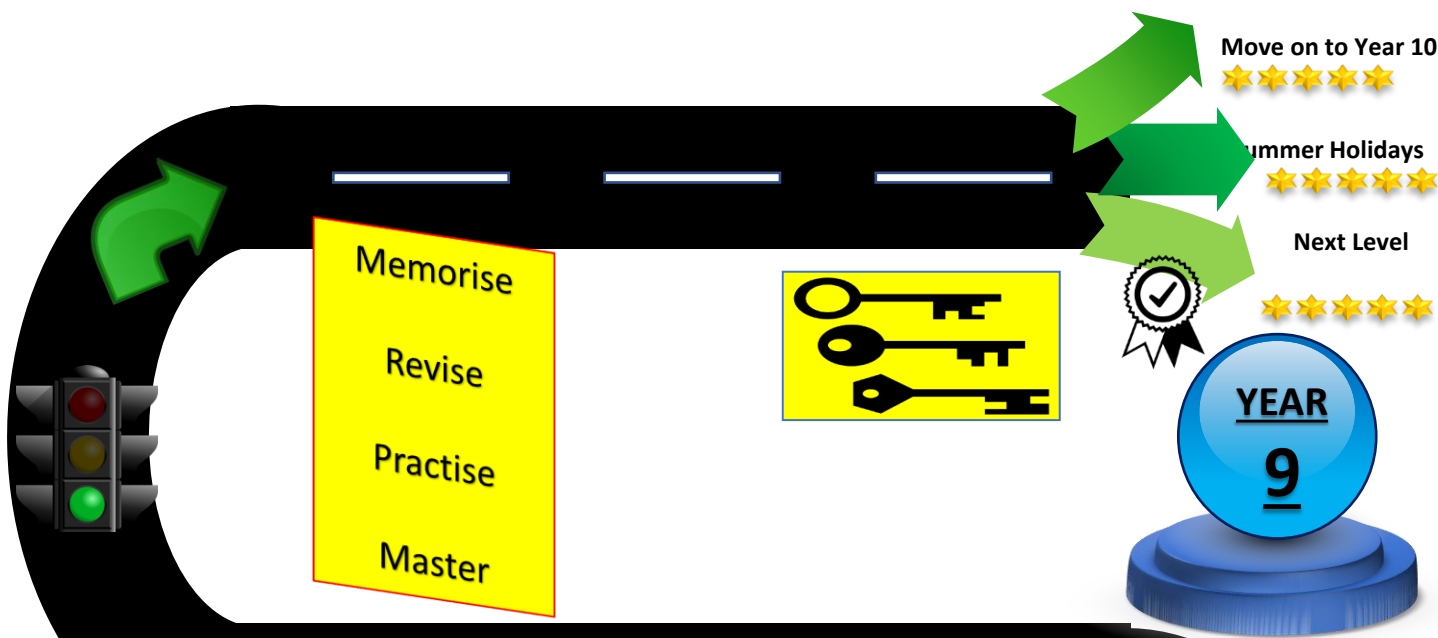 Move on to Year 10
ummer Holidays
Next Level
Memorise
Revise
Practise
Master
YEAR
9